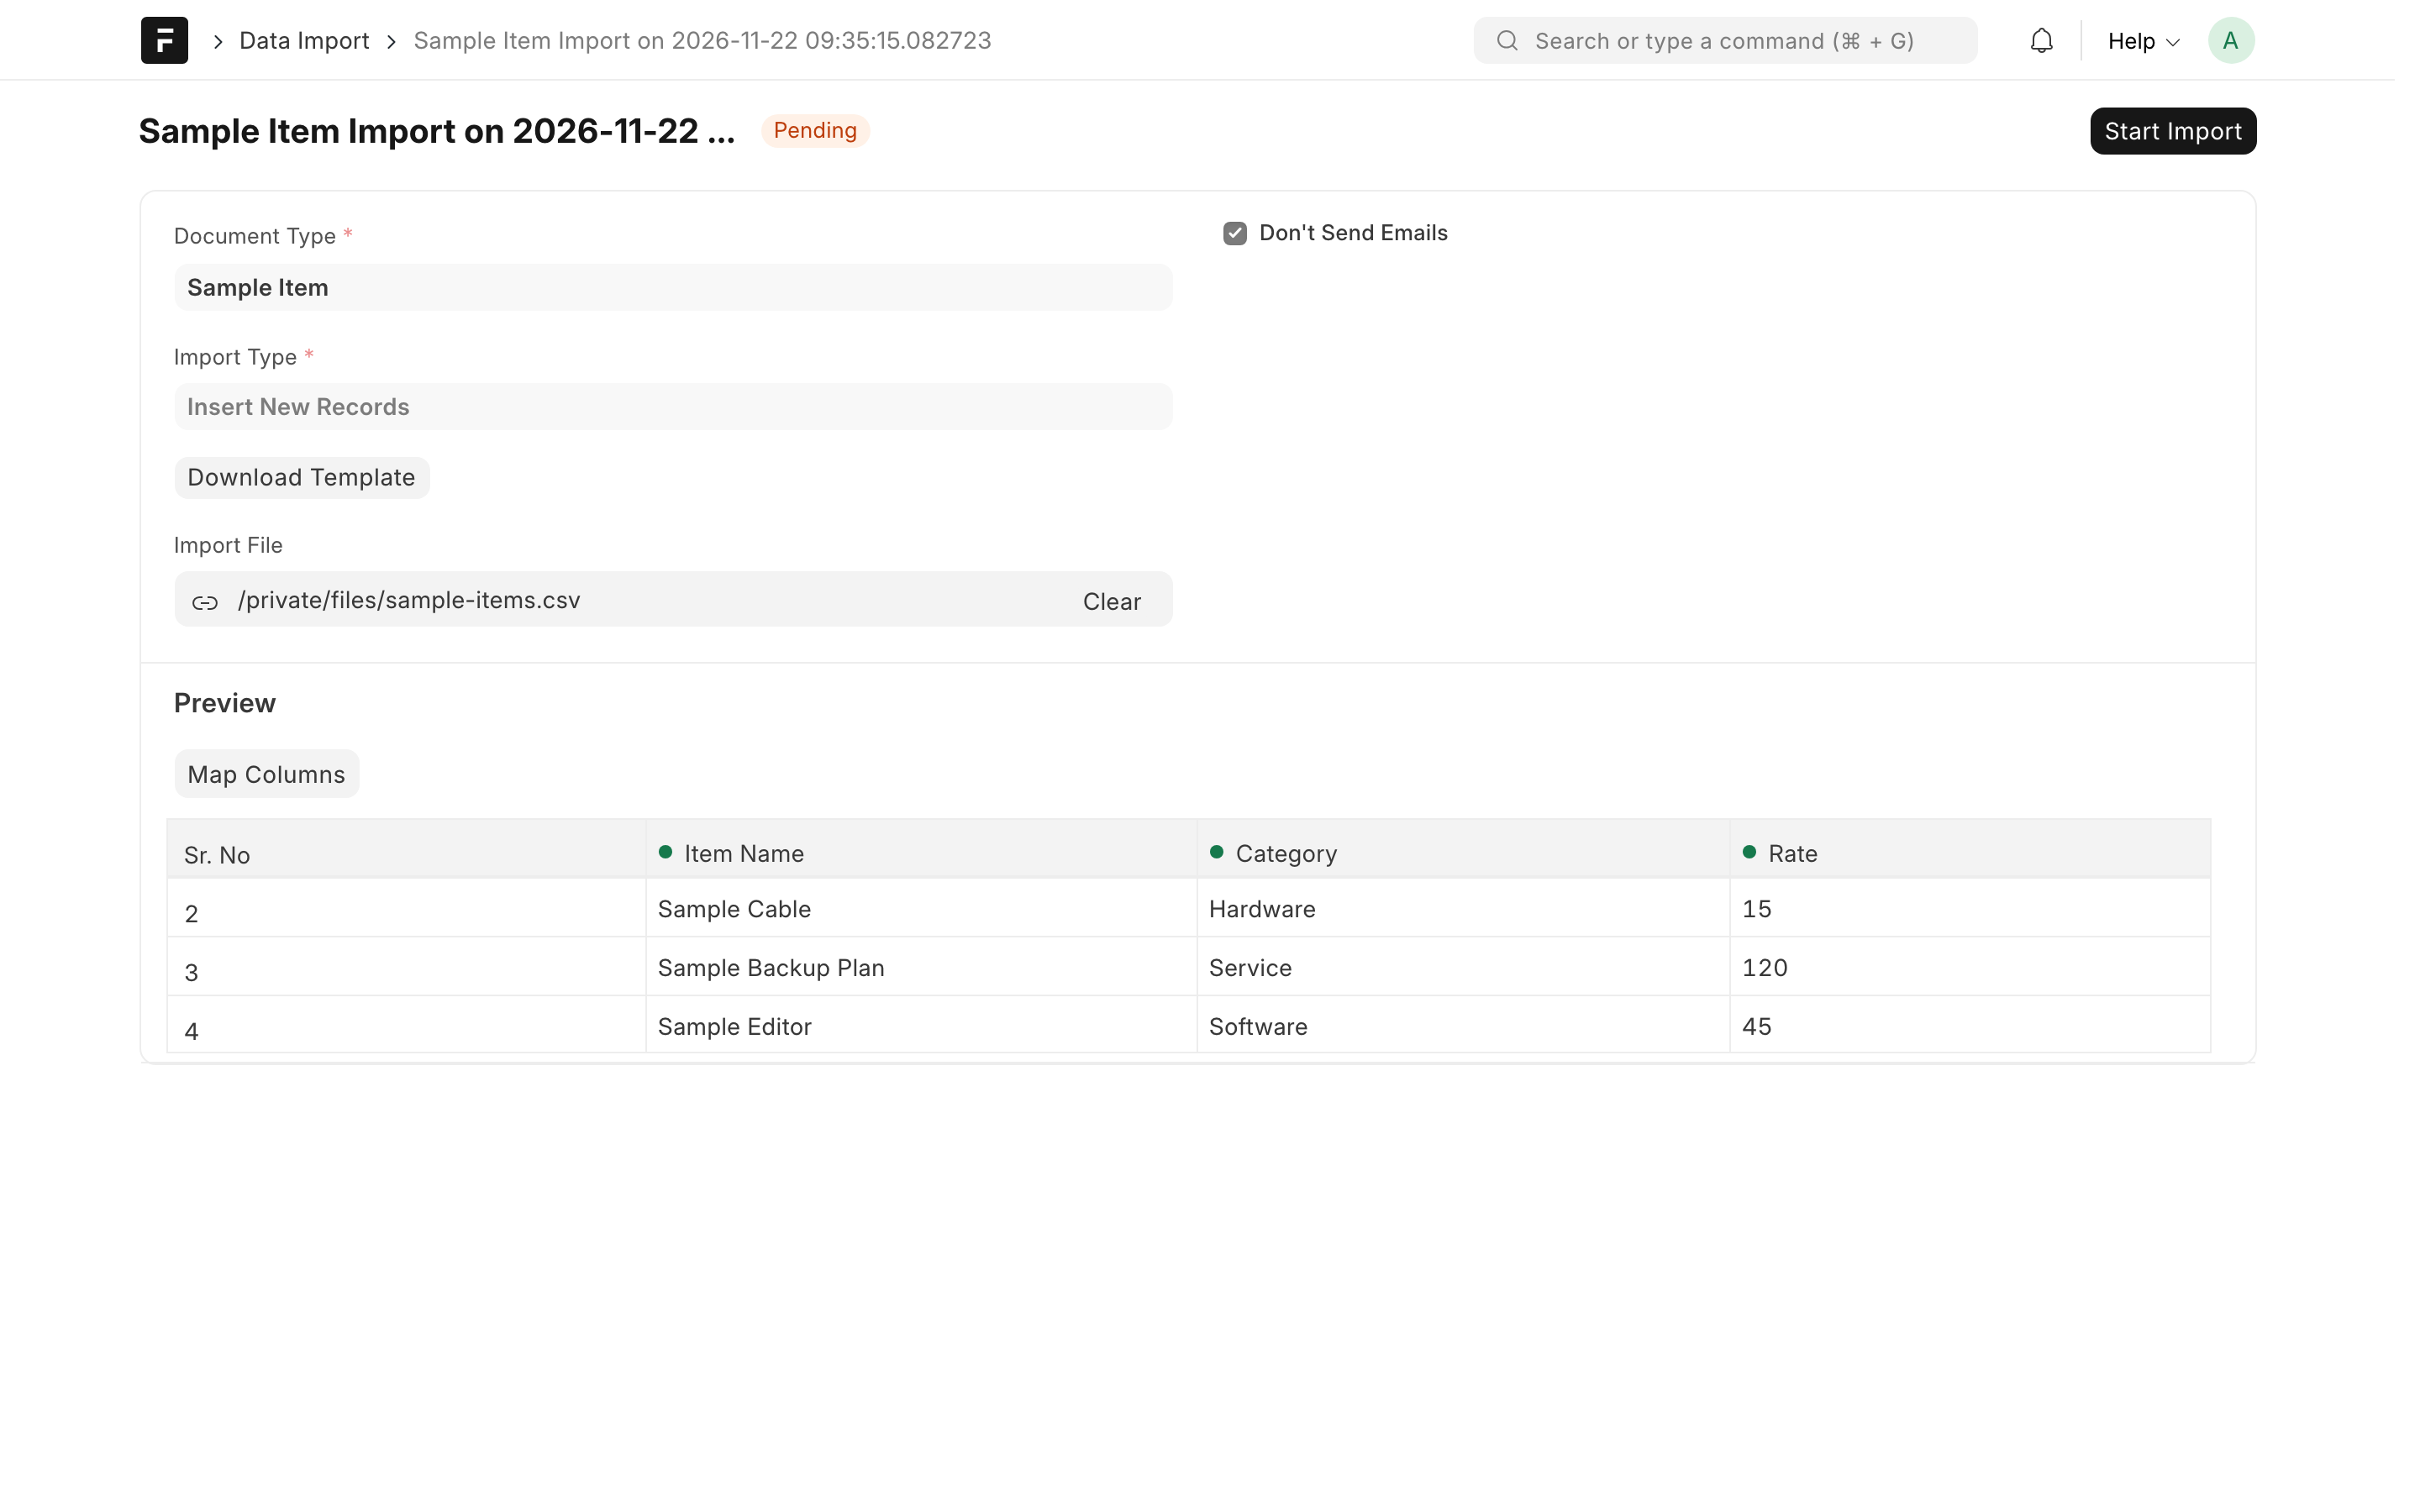 F
Data Import
Sample Item Import on 2026-11-22 09:35:15.082723
Search or type a command (⌘ + G)
Help
A
Sample Item Import on 2026-11-22 ...
Pending
Start Import
Document Type *
Sample Item
Don't Send Emails
Import Type *
Insert New Records
Download Template
Import File
/private/files/sample-items.csv
Clear
Preview
Map Columns
Sr. No Item Name Category Rate
2 Sample Cable Hardware 15
3 Sample Backup Plan Service 120
4 Sample Editor Software 45